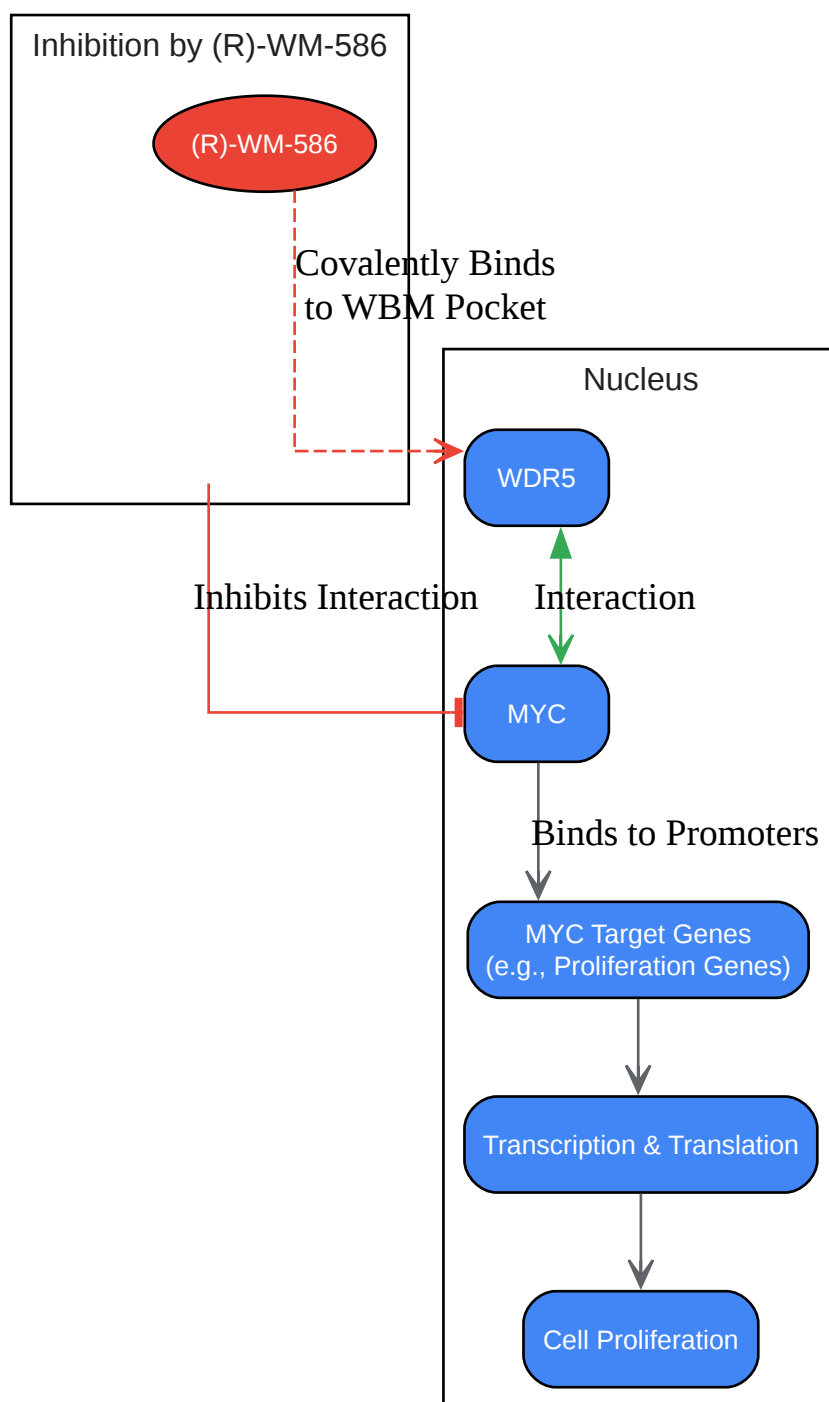 Inhibition by (R)-WM-586
(R)-WM-586
Covalently Binds
to WBM Pocket
Nucleus
WDR5
Inhibits Interaction
Interaction
MYC
Binds to Promoters
MYC Target Genes
(e.g., Proliferation Genes)
Transcription & Translation
Cell Proliferation